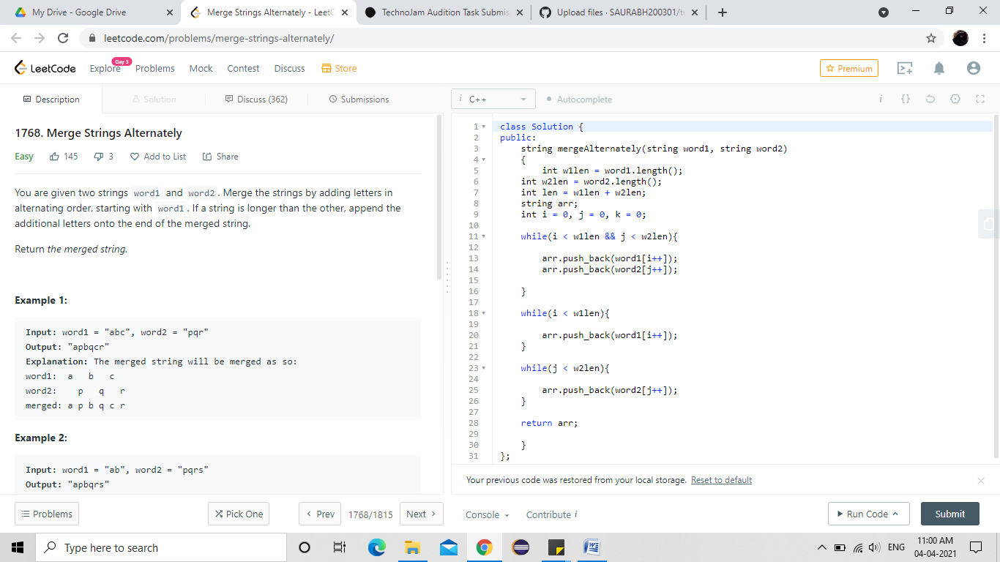 My Drive - Google Drive
Merge Strings Alternately - LeetC
TechnoJam Audition Task Submis
Upload files · SAURABH200301/t
leetcode.com/problems/merge-strings-alternately/
LeetCode
Explore
Day 3
Problems
Mock
Contest
Discuss
Store
Premium
Description
Solution
Discuss (362)
Submissions
i C++
Autocomplete
i {}
1768. Merge Strings Alternately
Easy
145
3
Add to List
Share
You are given two strings word1 and word2. Merge the strings by adding letters in
alternating order, starting with word1. If a string is longer than the other, append the
additional letters onto the end of the merged string.
Return the merged string.
Example 1:
Input: word1 = "abc", word2 = "pqr"
Output: "apbqcr"
Explanation: The merged string will be merged as so:
word1:  a   b   c
word2:    p   q   r
merged: a p b q c r
Example 2:
Input: word1 = "ab", word2 = "pqrs"
Output: "apbqrs"
1 class Solution {
2 public:
3     string mergeAlternately(string word1, string word2)
4     {
5         int w1len = word1.length();
6     int w2len = word2.length();
7     int len = w1len + w2len;
8     string arr;
9     int i = 0, j = 0, k = 0;
10
11     while(i < w1len && j < w2len){
12
13         arr.push_back(word1[i++]);
14         arr.push_back(word2[j++]);
15
16     }
17
18     while(i < w1len){
19
20         arr.push_back(word1[i++]);
21     }
22
23     while(j < w2len){
24
25         arr.push_back(word2[j++]);
26     }
27
28     return arr;
29
30     }
31 };
Your previous code was restored from your local storage. Reset to default
Problems
Pick One
Prev
1768/1815
Next
Console
Contribute i
Run Code
Submit
Type here to search
ENG
11:00 AM
04-04-2021